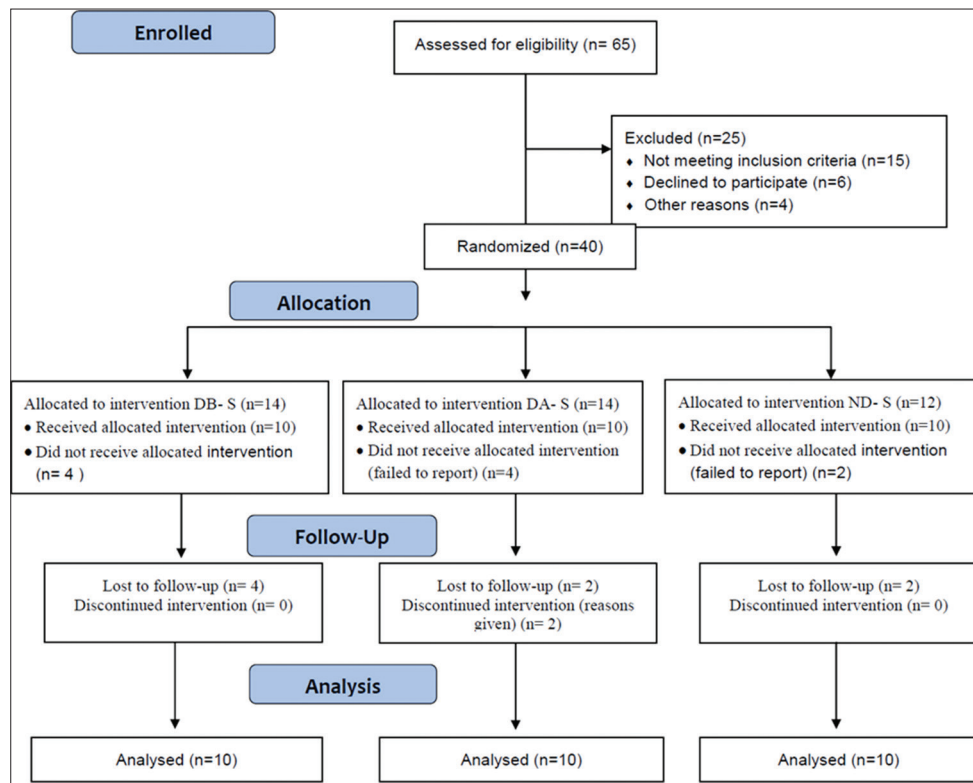 Enrolled
Assessed for eligibility (n= 65)
Excluded (n=25)
♦ Not meeting inclusion criteria (n=15)
♦ Declined to participate (n=6)
♦ Other reasons (n=4)
Randomized (n=40)
Allocation
Allocated to intervention DB- S (n=14)
• Received allocated intervention (n=10)
• Did not receive allocated intervention
(n= 4 )
Allocated to intervention DA- S (n=14)
• Received allocated intervention (n=10)
• Did not receive allocated intervention
(failed to report) (n=4)
Allocated to intervention ND- S (n=12)
• Received allocated intervention (n=10)
• Did not receive allocated intervention
(failed to report) (n=2)
Follow-Up
Lost to follow-up (n= 4)
Discontinued intervention (n= 0)
Lost to follow-up (n= 2)
Discontinued intervention (reasons
given) (n= 2)
Lost to follow-up (n= 2)
Discontinued intervention (n= 0)
Analysis
Analysed (n=10)
Analysed (n=10)
Analysed (n=10)